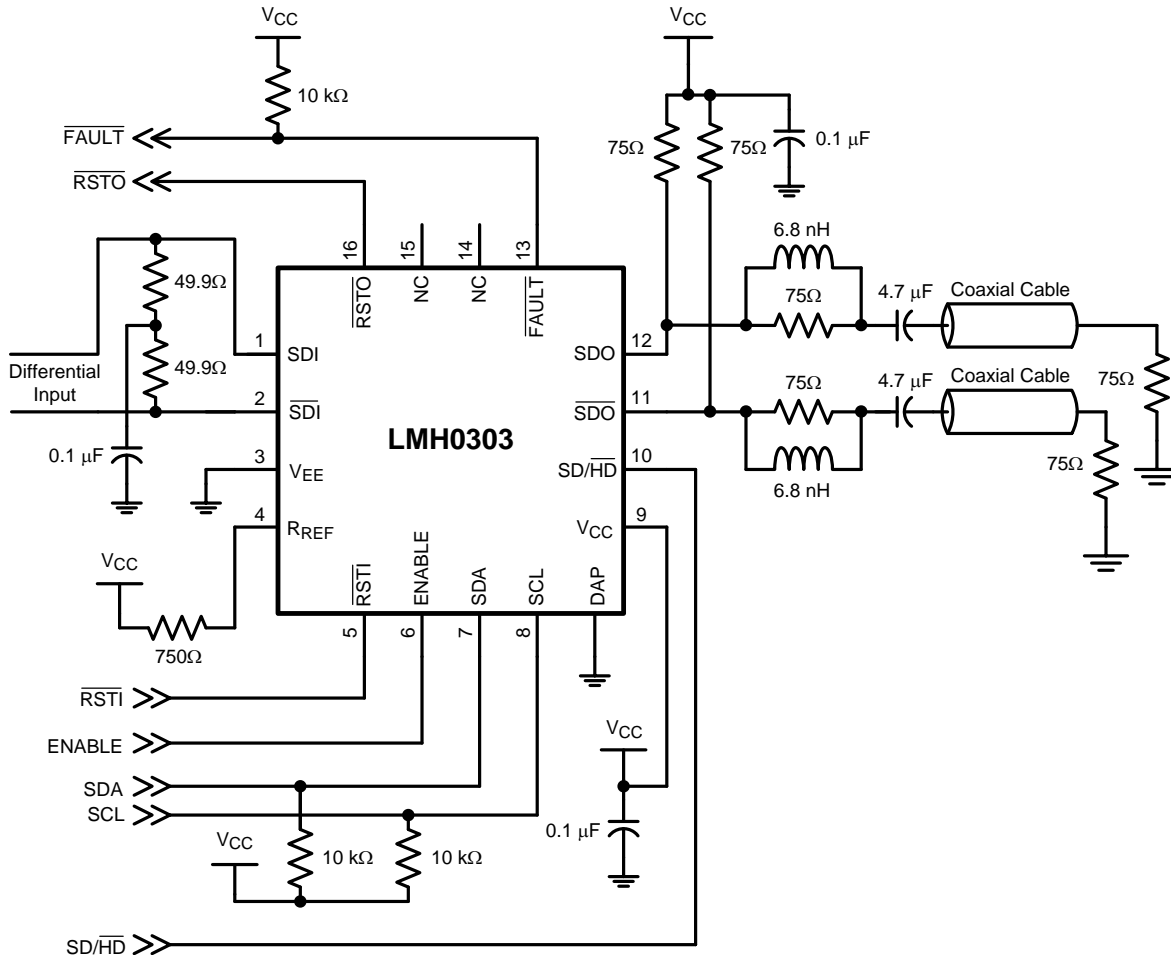 VCC
VCC
10 kΩ
FAULT
RSTO
75Ω
75Ω
0.1 μF
6.8 nH
75Ω
4.7 μF
Coaxial Cable
75Ω
16
15
14
13
RSTO
NC
NC
FAULT
49.9Ω
49.9Ω
Differential
Input
0.1 μF
1
SDI
2
SDI
3
VEE
4
RREF
LMH0303
12
SDO
11
SDO
10
SD/HD
9
VCC
75Ω
4.7 μF
Coaxial Cable
6.8 nH
75Ω
VCC
750Ω
RSTI
ENABLE
SDA
SCL
DAP
5
6
7
8
RSTI
ENABLE
SDA
SCL
VCC
10 kΩ
10 kΩ
VCC
0.1 μF
SD/HD